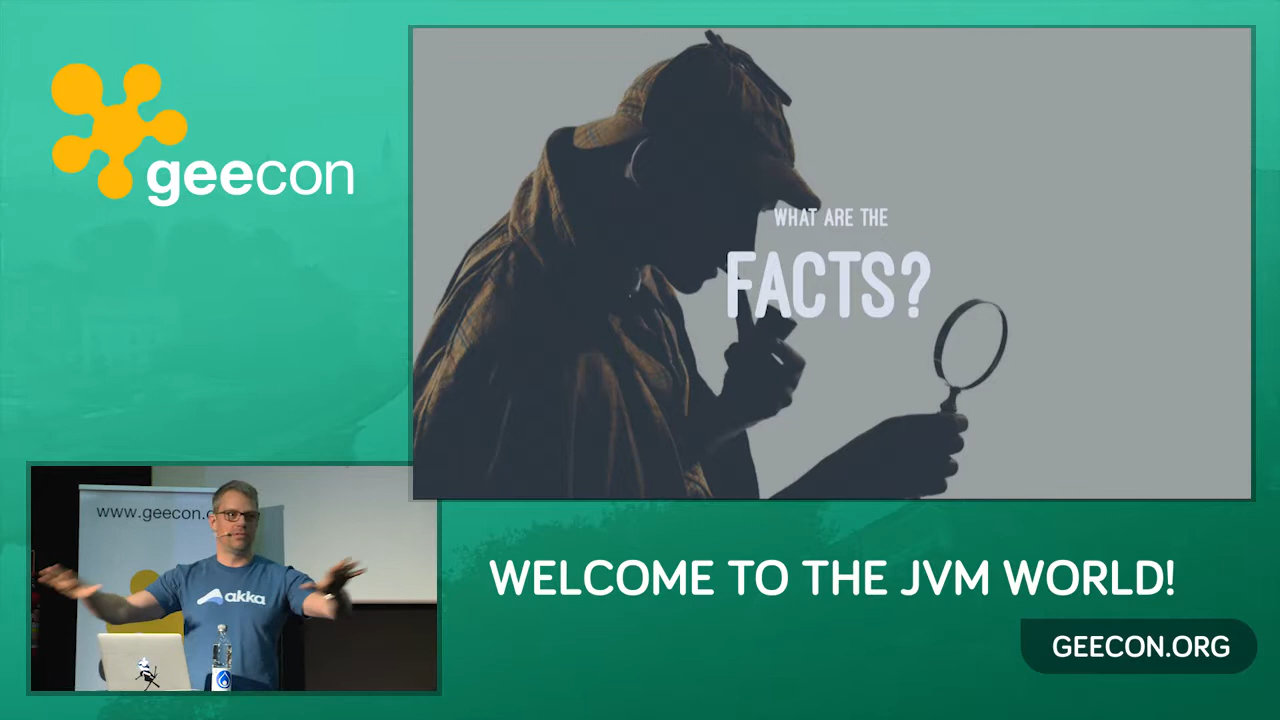 geecon
WHAT ARE THE
FACTS?
www.geecon.
akka
WELCOME TO THE JVM WORLD!
GEECON.ORG